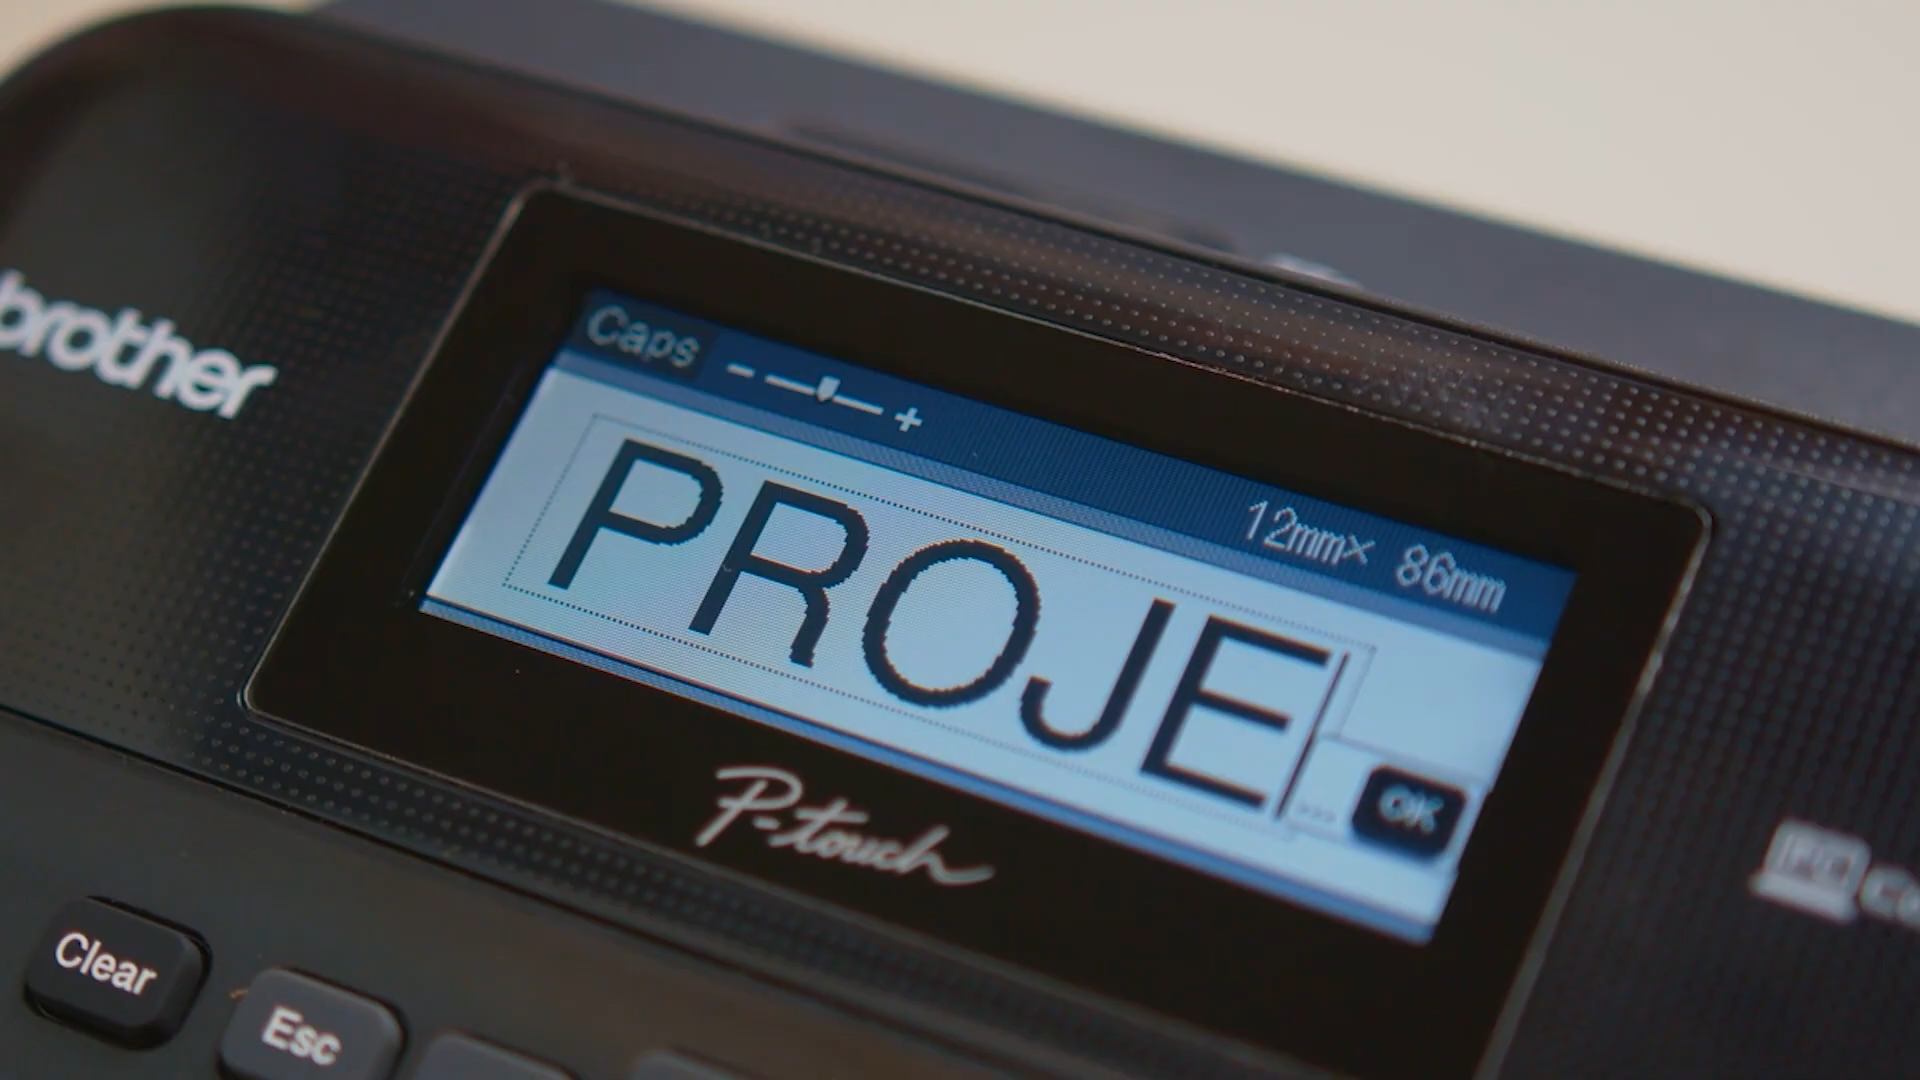 brother
Caps
- +
12mm× 86mm
PROJE
>>> OK
P-touch
Clear
Esc